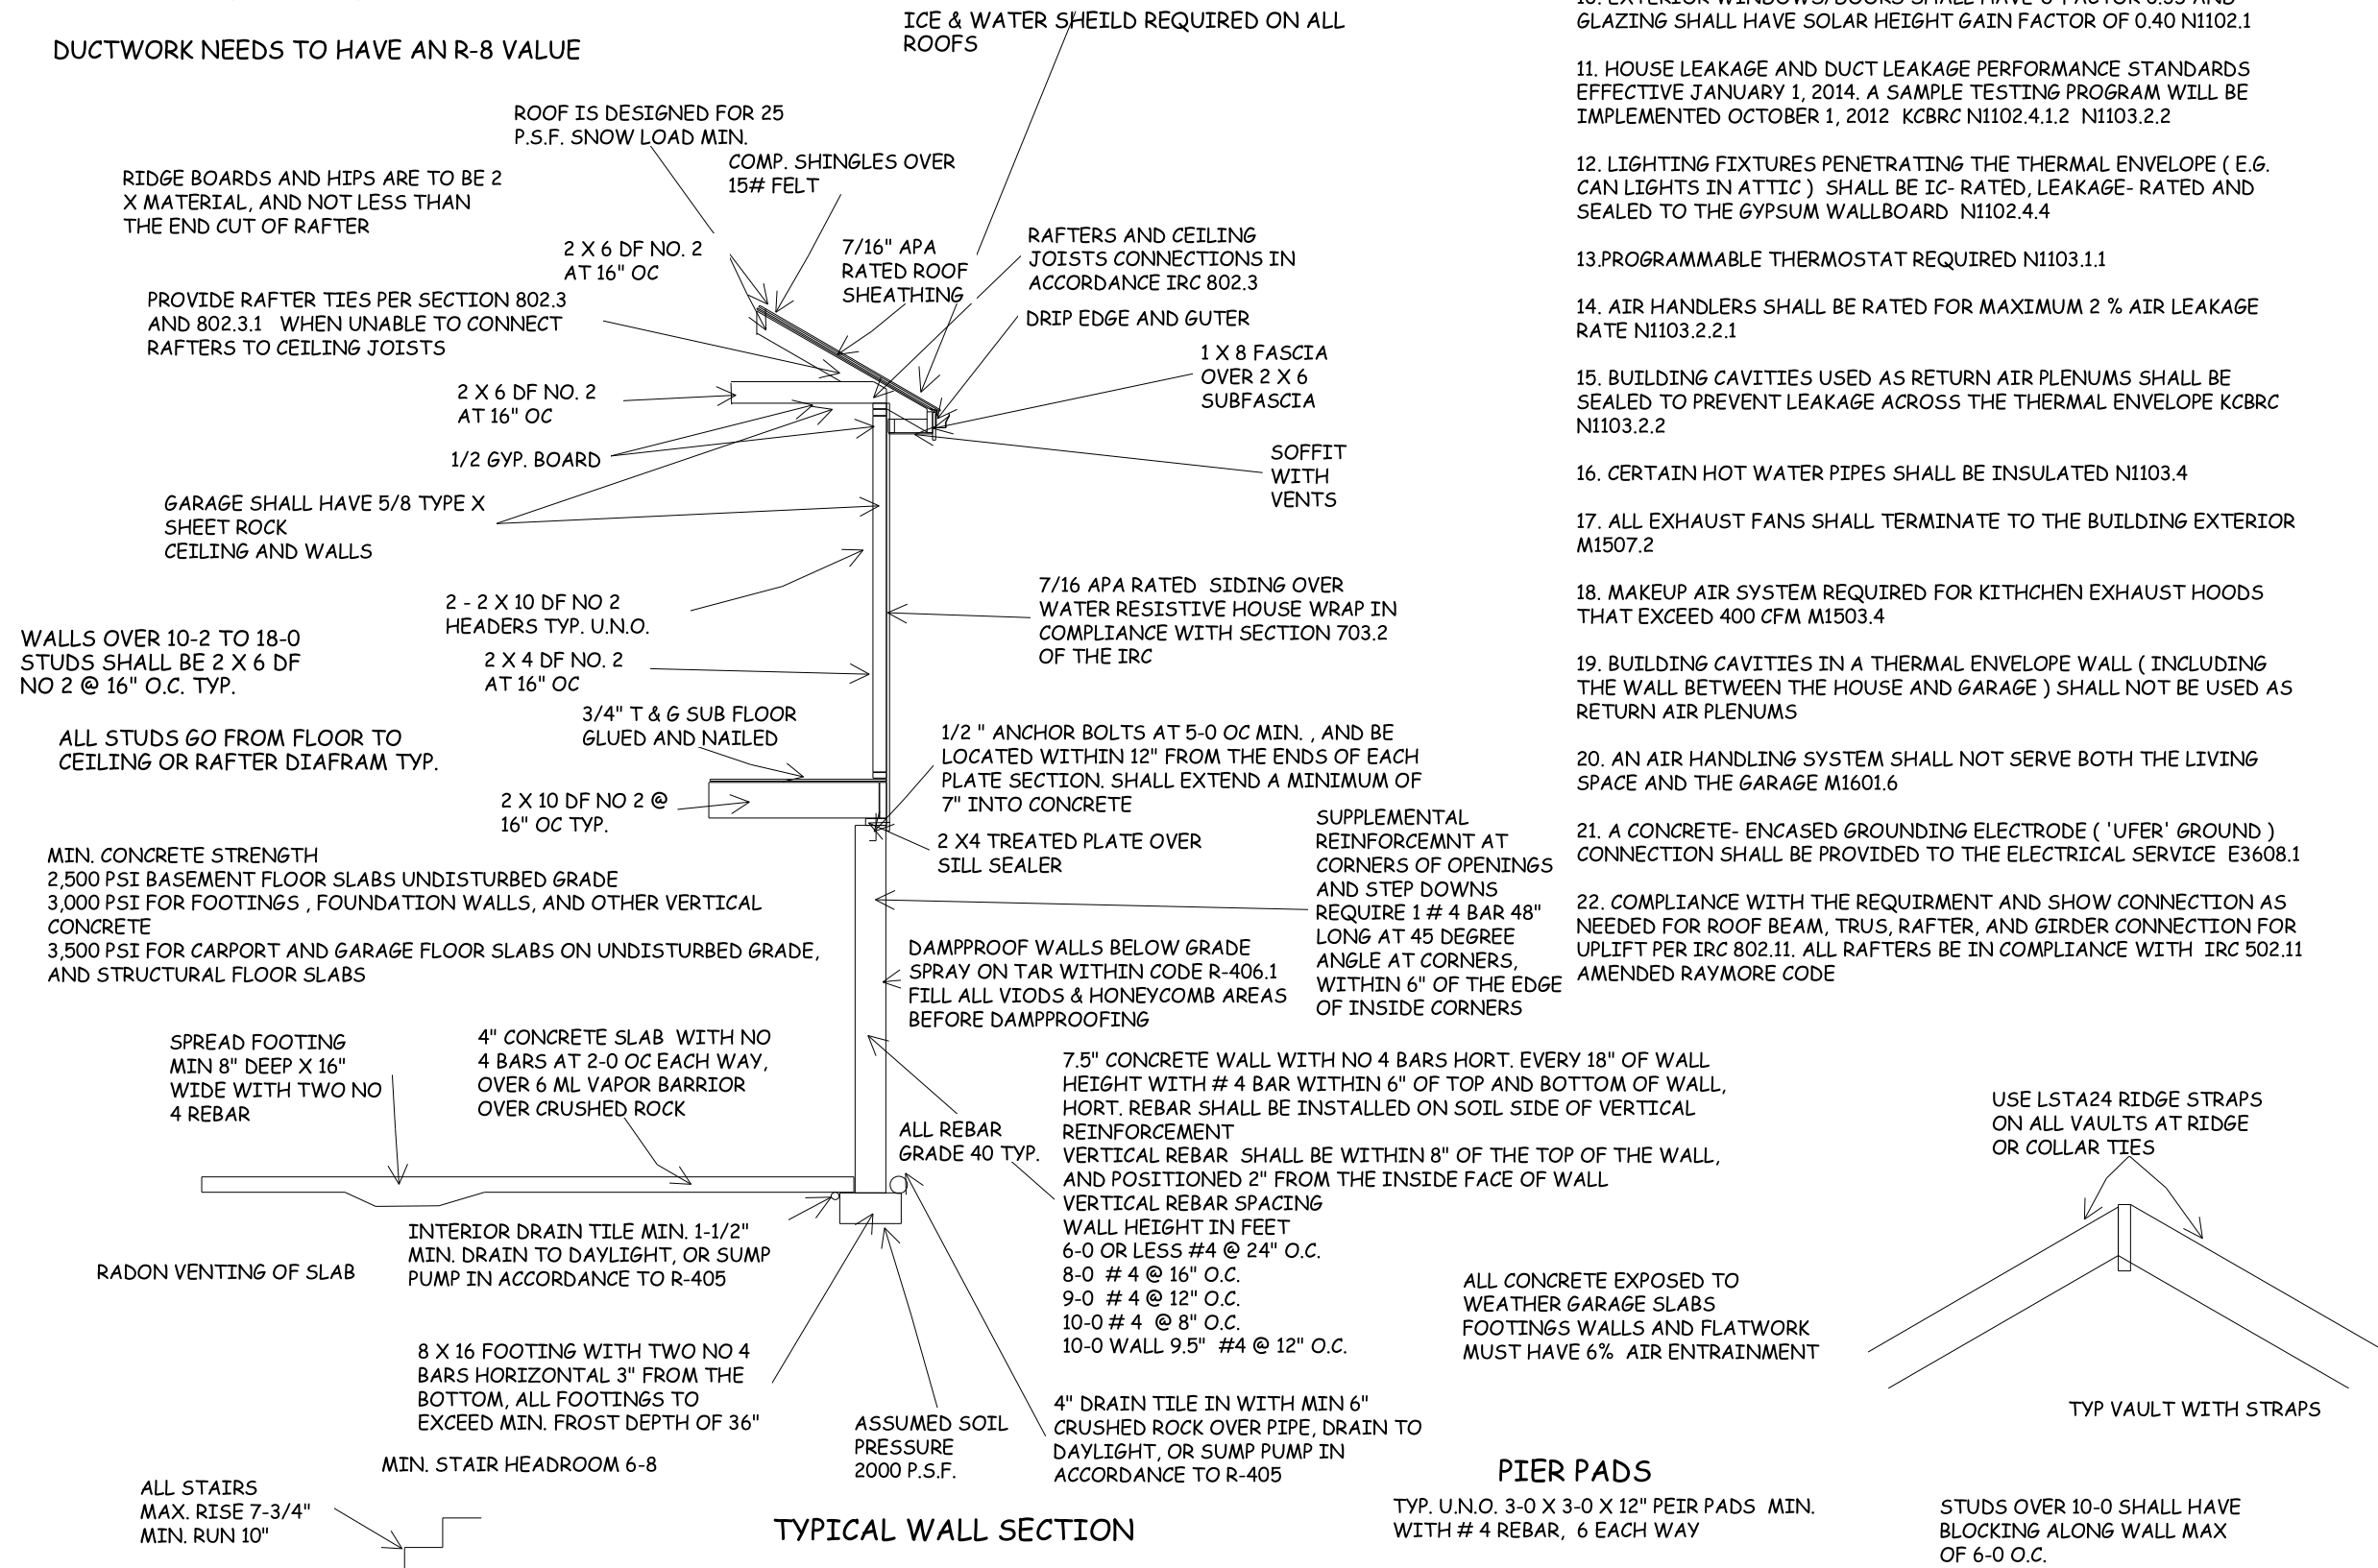 DUCTWORK NEEDS TO HAVE AN R-8 VALUE
ICE & WATER SHEILD REQUIRED ON ALL
ROOFS
ROOF IS DESIGNED FOR 25
P.S.F. SNOW LOAD MIN.
COMP. SHINGLES OVER
15# FELT
RIDGE BOARDS AND HIPS ARE TO BE 2
X MATERIAL, AND NOT LESS THAN
THE END CUT OF RAFTER
2 X 6 DF NO. 2
AT 16" OC
7/16" APA
RATED ROOF
SHEATHING
RAFTERS AND CEILING
JOISTS CONNECTIONS IN
ACCORDANCE IRC 802.3
PROVIDE RAFTER TIES PER SECTION 802.3
AND 802.3.1 WHEN UNABLE TO CONNECT
RAFTERS TO CEILING JOISTS
DRIP EDGE AND GUTER
1 X 8 FASCIA
OVER 2 X 6
SUBFASCIA
2 X 6 DF NO. 2
AT 16" OC
1/2 GYP. BOARD
SOFFIT
WITH
VENTS
GARAGE SHALL HAVE 5/8 TYPE X
SHEET ROCK
CEILING AND WALLS
2 - 2 X 10 DF NO 2
HEADERS TYP. U.N.O.
7/16 APA RATED SIDING OVER
WATER RESISTIVE HOUSE WRAP IN
COMPLIANCE WITH SECTION 703.2
OF THE IRC
WALLS OVER 10-2 TO 18-0
STUDS SHALL BE 2 X 6 DF
NO 2 @ 16" O.C. TYP.
2 X 4 DF NO. 2
AT 16" OC
3/4" T & G SUB FLOOR
GLUED AND NAILED
ALL STUDS GO FROM FLOOR TO
CEILING OR RAFTER DIAFRAM TYP.
1/2 " ANCHOR BOLTS AT 5-0 OC MIN. , AND BE
LOCATED WITHIN 12" FROM THE ENDS OF EACH
PLATE SECTION. SHALL EXTEND A MINIMUM OF
7" INTO CONCRETE
2 X 10 DF NO 2 @
16" OC TYP.
2 X4 TREATED PLATE OVER
SILL SEALER
SUPPLEMENTAL
REINFORCEMNT AT
CORNERS OF OPENINGS
AND STEP DOWNS
REQUIRE 1 # 4 BAR 48"
LONG AT 45 DEGREE
ANGLE AT CORNERS,
WITHIN 6" OF THE EDGE
OF INSIDE CORNERS
MIN. CONCRETE STRENGTH
2,500 PSI BASEMENT FLOOR SLABS UNDISTURBED GRADE
3,000 PSI FOR FOOTINGS , FOUNDATION WALLS, AND OTHER VERTICAL
CONCRETE
3,500 PSI FOR CARPORT AND GARAGE FLOOR SLABS ON UNDISTURBED GRADE,
AND STRUCTURAL FLOOR SLABS
DAMPPROOF WALLS BELOW GRADE
SPRAY ON TAR WITHIN CODE R-406.1
FILL ALL VIODS & HONEYCOMB AREAS
BEFORE DAMPPROOFING
SPREAD FOOTING
MIN 8" DEEP X 16"
WIDE WITH TWO NO
4 REBAR
4" CONCRETE SLAB WITH NO
4 BARS AT 2-0 OC EACH WAY,
OVER 6 ML VAPOR BARRIOR
OVER CRUSHED ROCK
ALL REBAR
GRADE 40 TYP.
7.5" CONCRETE WALL WITH NO 4 BARS HORT. EVERY 18" OF WALL
HEIGHT WITH # 4 BAR WITHIN 6" OF TOP AND BOTTOM OF WALL,
HORT. REBAR SHALL BE INSTALLED ON SOIL SIDE OF VERTICAL
REINFORCEMENT
VERTICAL REBAR SHALL BE WITHIN 8" OF THE TOP OF THE WALL,
AND POSITIONED 2" FROM THE INSIDE FACE OF WALL
VERTICAL REBAR SPACING
WALL HEIGHT IN FEET
6-0 OR LESS #4 @ 24" O.C.
8-0 # 4 @ 16" O.C.
9-0 # 4 @ 12" O.C.
10-0 # 4 @ 8" O.C.
10-0 WALL 9.5" #4 @ 12" O.C.
INTERIOR DRAIN TILE MIN. 1-1/2"
MIN. DRAIN TO DAYLIGHT, OR SUMP
PUMP IN ACCORDANCE TO R-405
RADON VENTING OF SLAB
8 X 16 FOOTING WITH TWO NO 4
BARS HORIZONTAL 3" FROM THE
BOTTOM, ALL FOOTINGS TO
EXCEED MIN. FROST DEPTH OF 36"
ASSUMED SOIL
PRESSURE
2000 P.S.F.
4" DRAIN TILE IN WITH MIN 6"
CRUSHED ROCK OVER PIPE, DRAIN TO
DAYLIGHT, OR SUMP PUMP IN
ACCORDANCE TO R-405
MIN. STAIR HEADROOM 6-8
ALL STAIRS
MAX. RISE 7-3/4"
MIN. RUN 10"
TYPICAL WALL SECTION
GLAZING SHALL HAVE SOLAR HEIGHT GAIN FACTOR OF 0.40 N1102.1
11. HOUSE LEAKAGE AND DUCT LEAKAGE PERFORMANCE STANDARDS
EFFECTIVE JANUARY 1, 2014. A SAMPLE TESTING PROGRAM WILL BE
IMPLEMENTED OCTOBER 1, 2012 KCBRC N1102.4.1.2 N1103.2.2
12. LIGHTING FIXTURES PENETRATING THE THERMAL ENVELOPE ( E.G.
CAN LIGHTS IN ATTIC ) SHALL BE IC- RATED, LEAKAGE- RATED AND
SEALED TO THE GYPSUM WALLBOARD N1102.4.4
13.PROGRAMMABLE THERMOSTAT REQUIRED N1103.1.1
14. AIR HANDLERS SHALL BE RATED FOR MAXIMUM 2 % AIR LEAKAGE
RATE N1103.2.2.1
15. BUILDING CAVITIES USED AS RETURN AIR PLENUMS SHALL BE
SEALED TO PREVENT LEAKAGE ACROSS THE THERMAL ENVELOPE KCBRC
N1103.2.2
16. CERTAIN HOT WATER PIPES SHALL BE INSULATED N1103.4
17. ALL EXHAUST FANS SHALL TERMINATE TO THE BUILDING EXTERIOR
M1507.2
18. MAKEUP AIR SYSTEM REQUIRED FOR KITHCHEN EXHAUST HOODS
THAT EXCEED 400 CFM M1503.4
19. BUILDING CAVITIES IN A THERMAL ENVELOPE WALL ( INCLUDING
THE WALL BETWEEN THE HOUSE AND GARAGE ) SHALL NOT BE USED AS
RETURN AIR PLENUMS
20. AN AIR HANDLING SYSTEM SHALL NOT SERVE BOTH THE LIVING
SPACE AND THE GARAGE M1601.6
21. A CONCRETE- ENCASED GROUNDING ELECTRODE ( 'UFER' GROUND )
CONNECTION SHALL BE PROVIDED TO THE ELECTRICAL SERVICE E3608.1
22. COMPLIANCE WITH THE REQUIRMENT AND SHOW CONNECTION AS
NEEDED FOR ROOF BEAM, TRUS, RAFTER, AND GIRDER CONNECTION FOR
UPLIFT PER IRC 802.11. ALL RAFTERS BE IN COMPLIANCE WITH IRC 502.11
AMENDED RAYMORE CODE
USE LSTA24 RIDGE STRAPS
ON ALL VAULTS AT RIDGE
OR COLLAR TIES
ALL CONCRETE EXPOSED TO
WEATHER GARAGE SLABS
FOOTINGS WALLS AND FLATWORK
MUST HAVE 6% AIR ENTRAINMENT
TYP VAULT WITH STRAPS
PIER PADS
TYP. U.N.O. 3-0 X 3-0 X 12" PEIR PADS MIN.
WITH # 4 REBAR, 6 EACH WAY
STUDS OVER 10-0 SHALL HAVE
BLOCKING ALONG WALL MAX
OF 6-0 O.C.